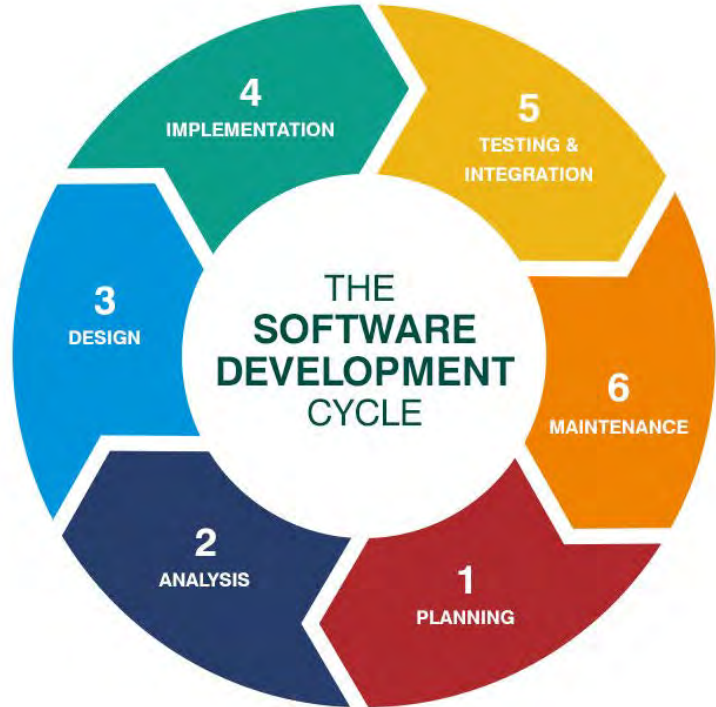 THE
SOFTWARE
DEVELOPMENT
CYCLE
1
PLANNING
2
ANALYSIS
3
DESIGN
4
IMPLEMENTATION
5
TESTING &
INTEGRATION
6
MAINTENANCE